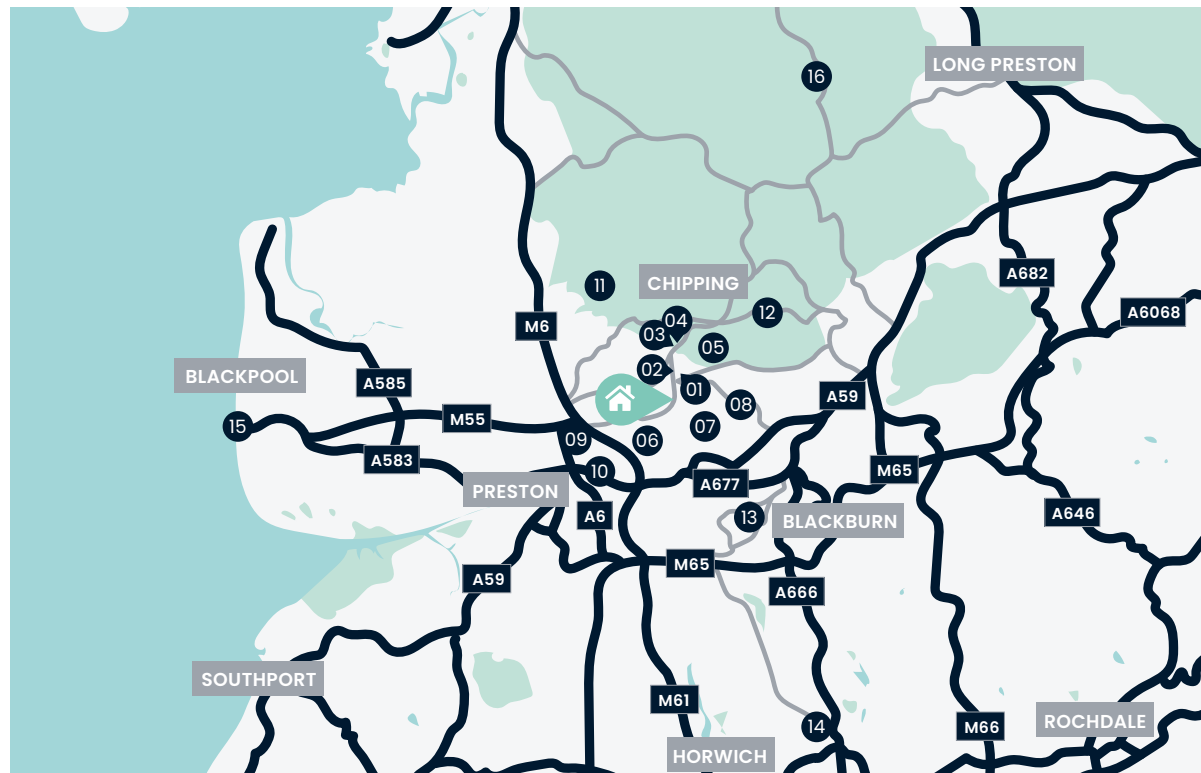 LONG PRESTON
16
A682
CHIPPING
11
A6068
12
04
M6
03
05
02
BLACKPOOL
A585
01
A59
08
M55
15
07
09
06
A583
10
M65
A677
PRESTON
A6
13
BLACKBURN
A646
M65
A59
A666
SOUTHPORT
M61
ROCHDALE
14
M66
HORWICH